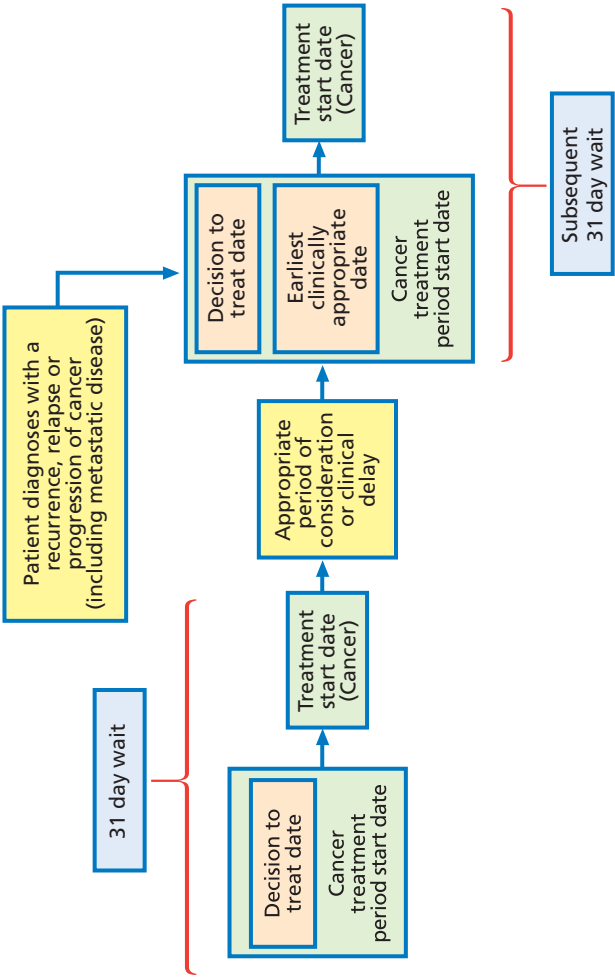 Patient diagnoses with a
recurrence, relapse or
progression of cancer
(including metastatic disease)
31 day wait
Decision to
treat date
Cancer
treatment
period start date
Treatment
start date
(Cancer)
Appropriate
period of
consideration
or clinical
delay
Decision to
treat date
Earliest
clinically
appropriate
date
Cancer
treatment
period start date
Treatment
start date
(Cancer)
Subsequent
31 day wait